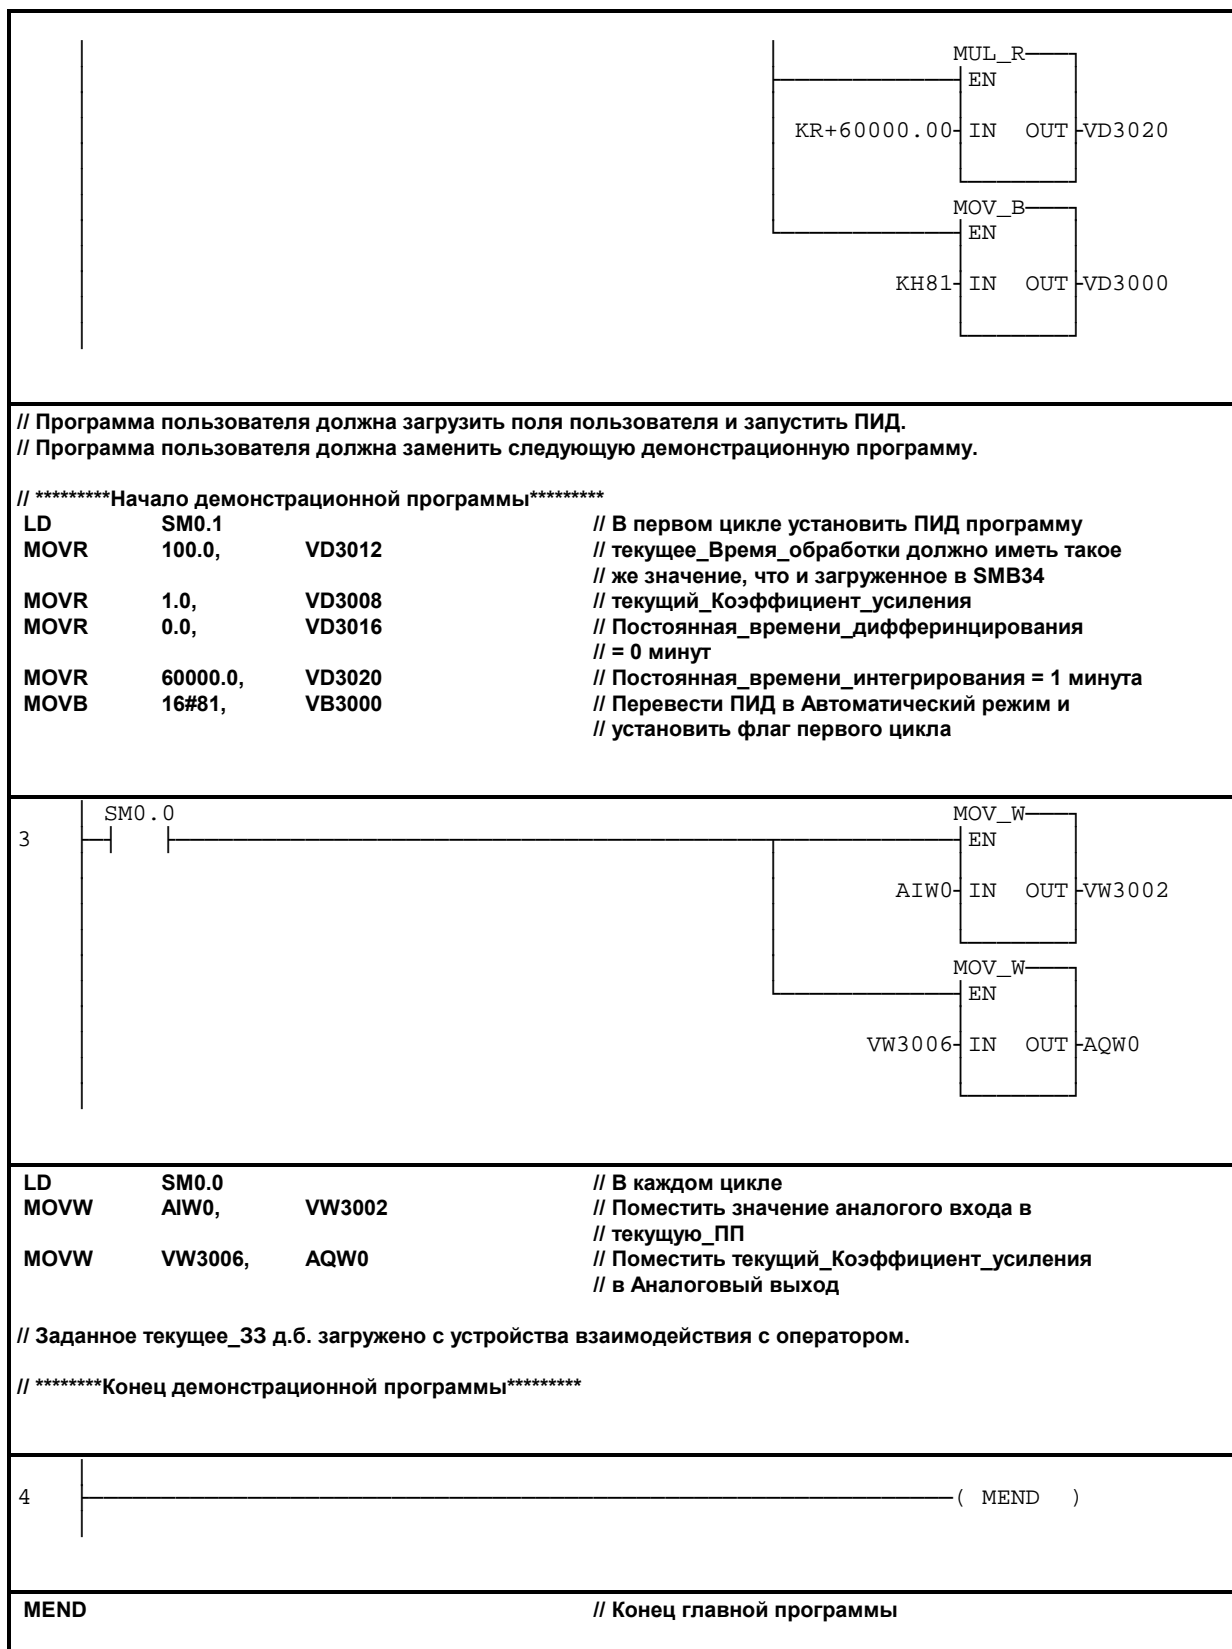 MUL_R
EN
KR+60000.00 IN OUT VD3020
MOV_B
EN
KH81 IN OUT VD3000
// Программа пользователя должна загрузить поля пользователя и запустить ПИД.
// Программа пользователя должна заменить следующую демонстрационную программу.
// *********Начало демонстрационной программы*********
LD SM0.1 // В первом цикле установить ПИД программу
MOVR 100.0, VD3012 // текущее_Время_обработки должно иметь такое
// же значение, что и загруженное в SMB34
MOVR 1.0, VD3008 // текущий_Коэффициент_усиления
MOVR 0.0, VD3016 // Постоянная_времени_дифферинцирования
// = 0 минут
MOVR 60000.0, VD3020 // Постоянная_времени_интегрирования = 1 минута
MOVB 16#81, VB3000 // Перевести ПИД в Автоматический режим и
// установить флаг первого цикла
SM0.0 MOV_W
3 EN
AIW0 IN OUT VW3002
MOV_W
EN
VW3006 IN OUT AQW0
LD SM0.0 // В каждом цикле
MOVW AIW0, VW3002 // Поместить значение аналогого входа в
// текущую_ПП
MOVW VW3006, AQW0 // Поместить текущий_Коэффициент_усиления
// в Аналоговый выход
// Заданное текущее_ЗЗ д.б. загружено с устройства взаимодействия с оператором.
// ********Конец демонстрационной программы*********
4 ( MEND )
MEND // Конец главной программы